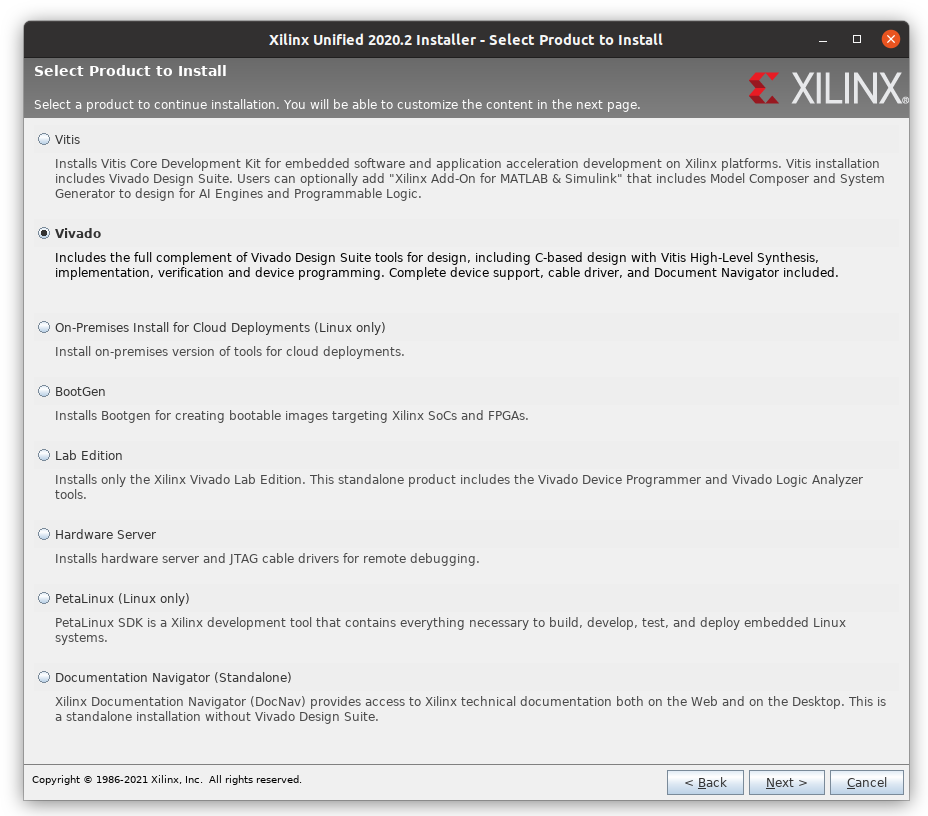 Xilinx Unified 2020.2 Installer - Select Product to Install
Select Product to Install
Select a product to continue installation. You will be able to customize the content in the next page.
XILINX®
Vitis
Installs Vitis Core Development Kit for embedded software and application acceleration development on Xilinx platforms. Vitis installation
includes Vivado Design Suite. Users can optionally add "Xilinx Add-On for MATLAB & Simulink" that includes Model Composer and System
Generator to design for AI Engines and Programmable Logic.
Vivado
Includes the full complement of Vivado Design Suite tools for design, including C-based design with Vitis High-Level Synthesis,
implementation, verification and device programming. Complete device support, cable driver, and Document Navigator included.
On-Premises Install for Cloud Deployments (Linux only)
Install on-premises version of tools for cloud deployments.
BootGen
Installs Bootgen for creating bootable images targeting Xilinx SoCs and FPGAs.
Lab Edition
Installs only the Xilinx Vivado Lab Edition. This standalone product includes the Vivado Device Programmer and Vivado Logic Analyzer
tools.
Hardware Server
Installs hardware server and JTAG cable drivers for remote debugging.
PetaLinux (Linux only)
PetaLinux SDK is a Xilinx development tool that contains everything necessary to build, develop, test, and deploy embedded Linux
systems.
Documentation Navigator (Standalone)
Xilinx Documentation Navigator (DocNav) provides access to Xilinx technical documentation both on the Web and on the Desktop. This is
a standalone installation without Vivado Design Suite.
Copyright © 1986-2021 Xilinx, Inc.  All rights reserved.
< Back
Next >
Cancel